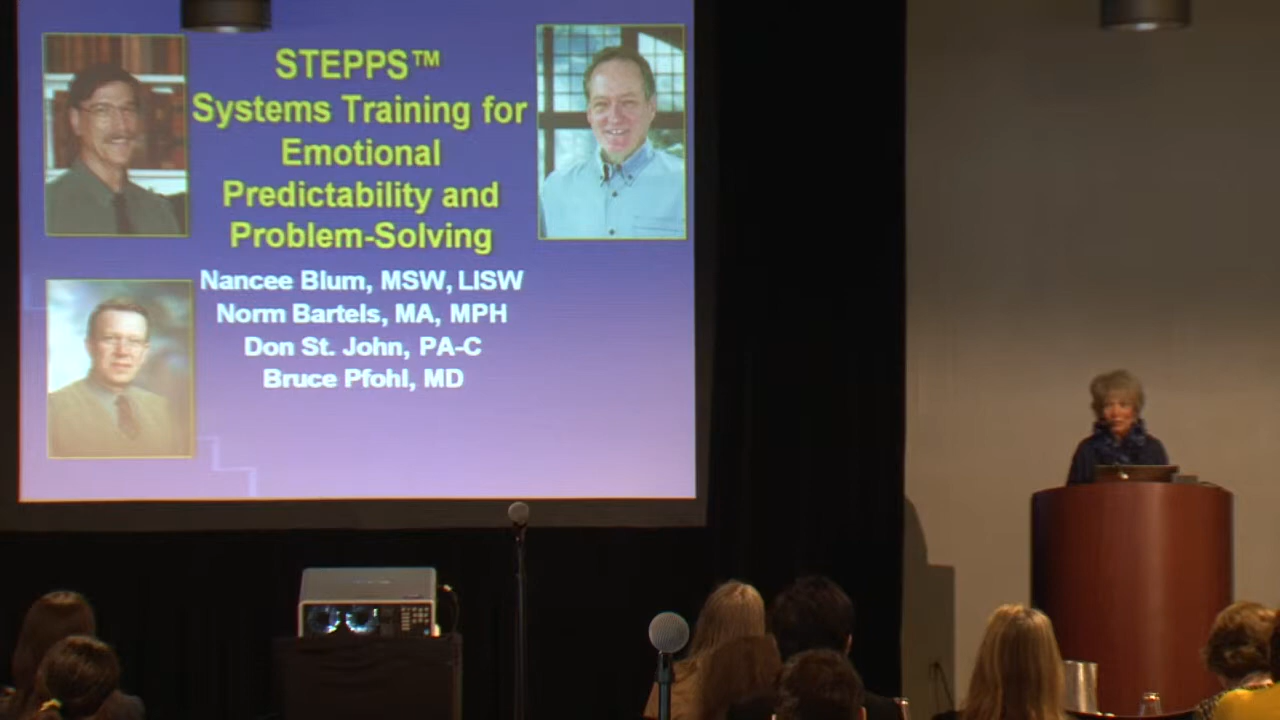 STEPPS™
Systems Training for
Emotional
Predictability and
Problem-Solving
Nancee Blum, MSW, LISW
Norm Bartels, MA, MPH
Don St. John, PA-C
Bruce Pfohl, MD